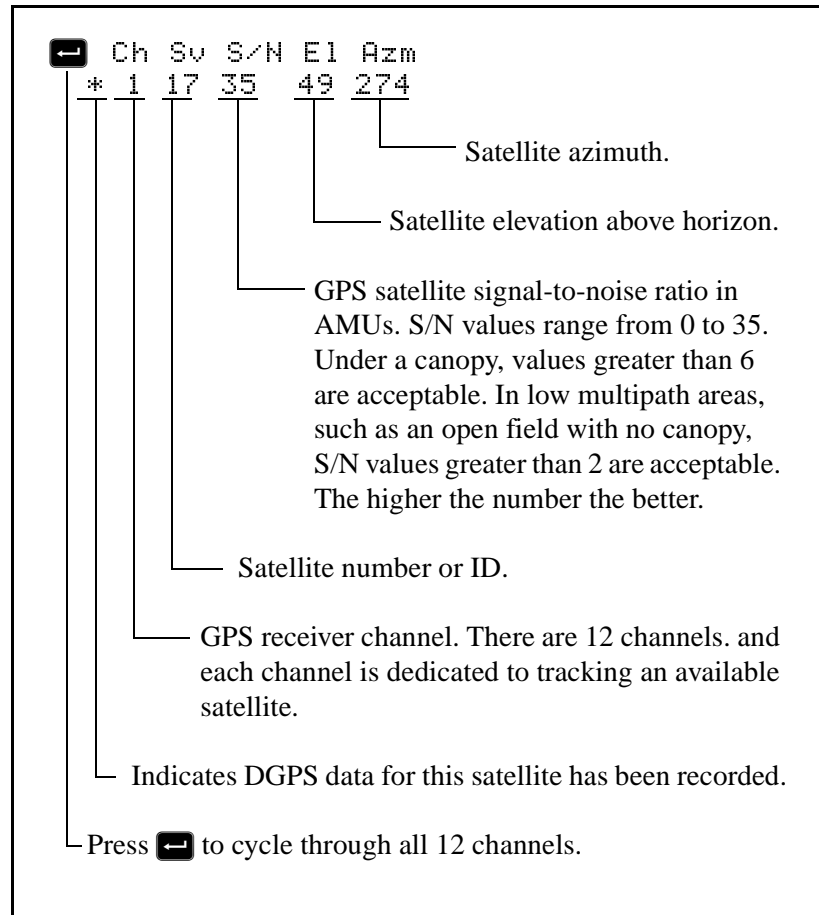 Ch Sv S/N El Azm
* 1 17 35 49 274
Satellite azimuth.
Satellite elevation above horizon.
GPS satellite signal-to-noise ratio in
AMUs. S/N values range from 0 to 35.
Under a canopy, values greater than 6
are acceptable. In low multipath areas,
such as an open field with no canopy,
S/N values greater than 2 are acceptable.
The higher the number the better.
Satellite number or ID.
GPS receiver channel. There are 12 channels. and
each channel is dedicated to tracking an available
satellite.
Indicates DGPS data for this satellite has been recorded.
Press to cycle through all 12 channels.